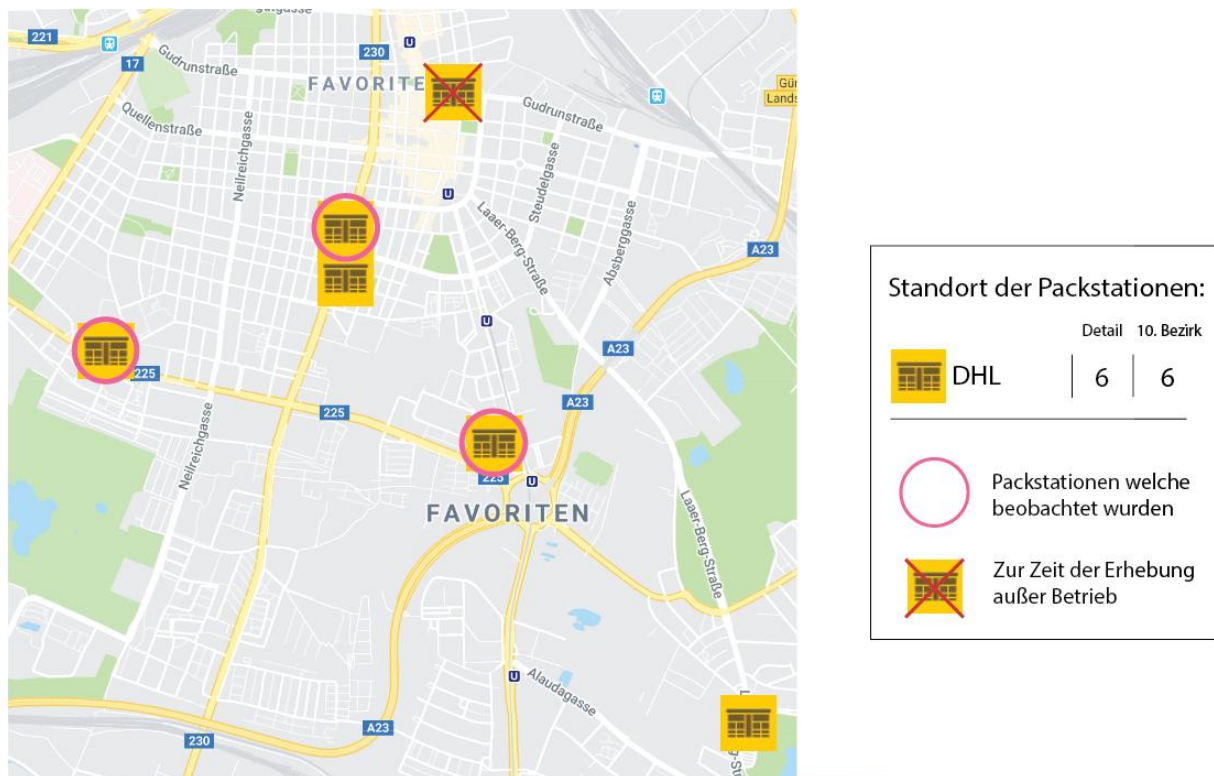 221
17
230
U
Gudrunstraße
FAVORITE
Gudrunstraße
Quellenstraße
Neilreichgasse
Steudelgasse
Absberggasse
U
Laaer-Berg-Straße
A23
U
A23
225
A23
225
225
U
Neilreichgasse
FAVORITEN
Laaer-Berg-Straße
U
Alaudagasse
A23
230
Standort der Packstationen:
Detail 10. Bezirk
DHL 6 6
Packstationen welche
beobachtet wurden
Zur Zeit der Erhebung
außer Betrieb